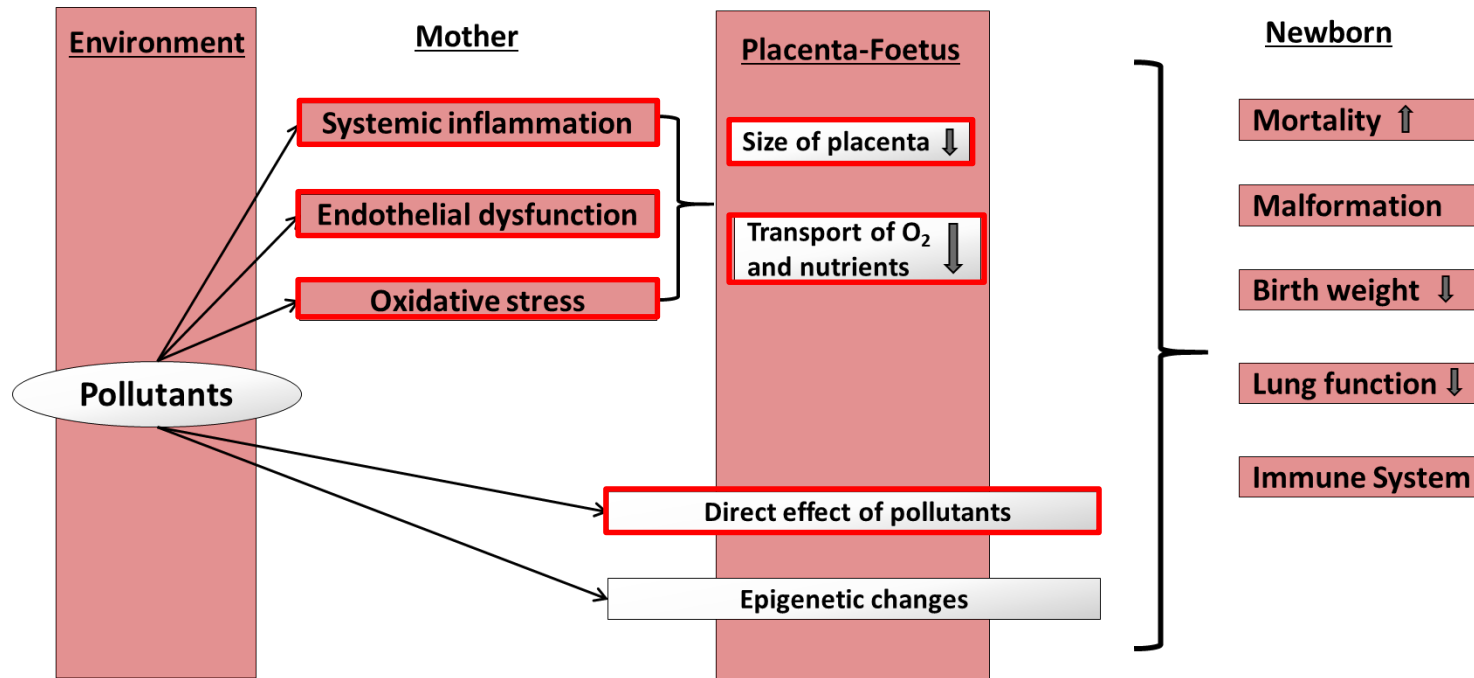 Environment
Mother
Placenta-Foetus
Newborn
Systemic inflammation
Endothelial dysfunction
Oxidative stress
Pollutants
Size of placenta
Transport of O₂
and nutrients
Direct effect of pollutants
Epigenetic changes
Mortality
Malformation
Birth weight
Lung function
Immune System